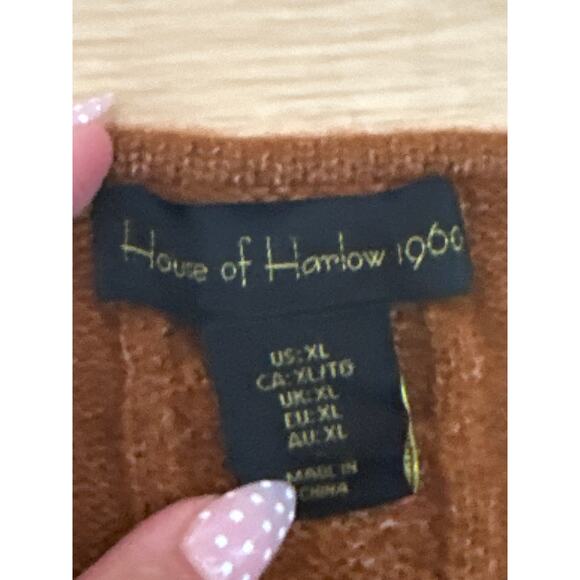 House of Harlow 1960
US: XL
CA: XL/TG
UK: XL
EU: XL
AU: XL
MADE IN
CHINA